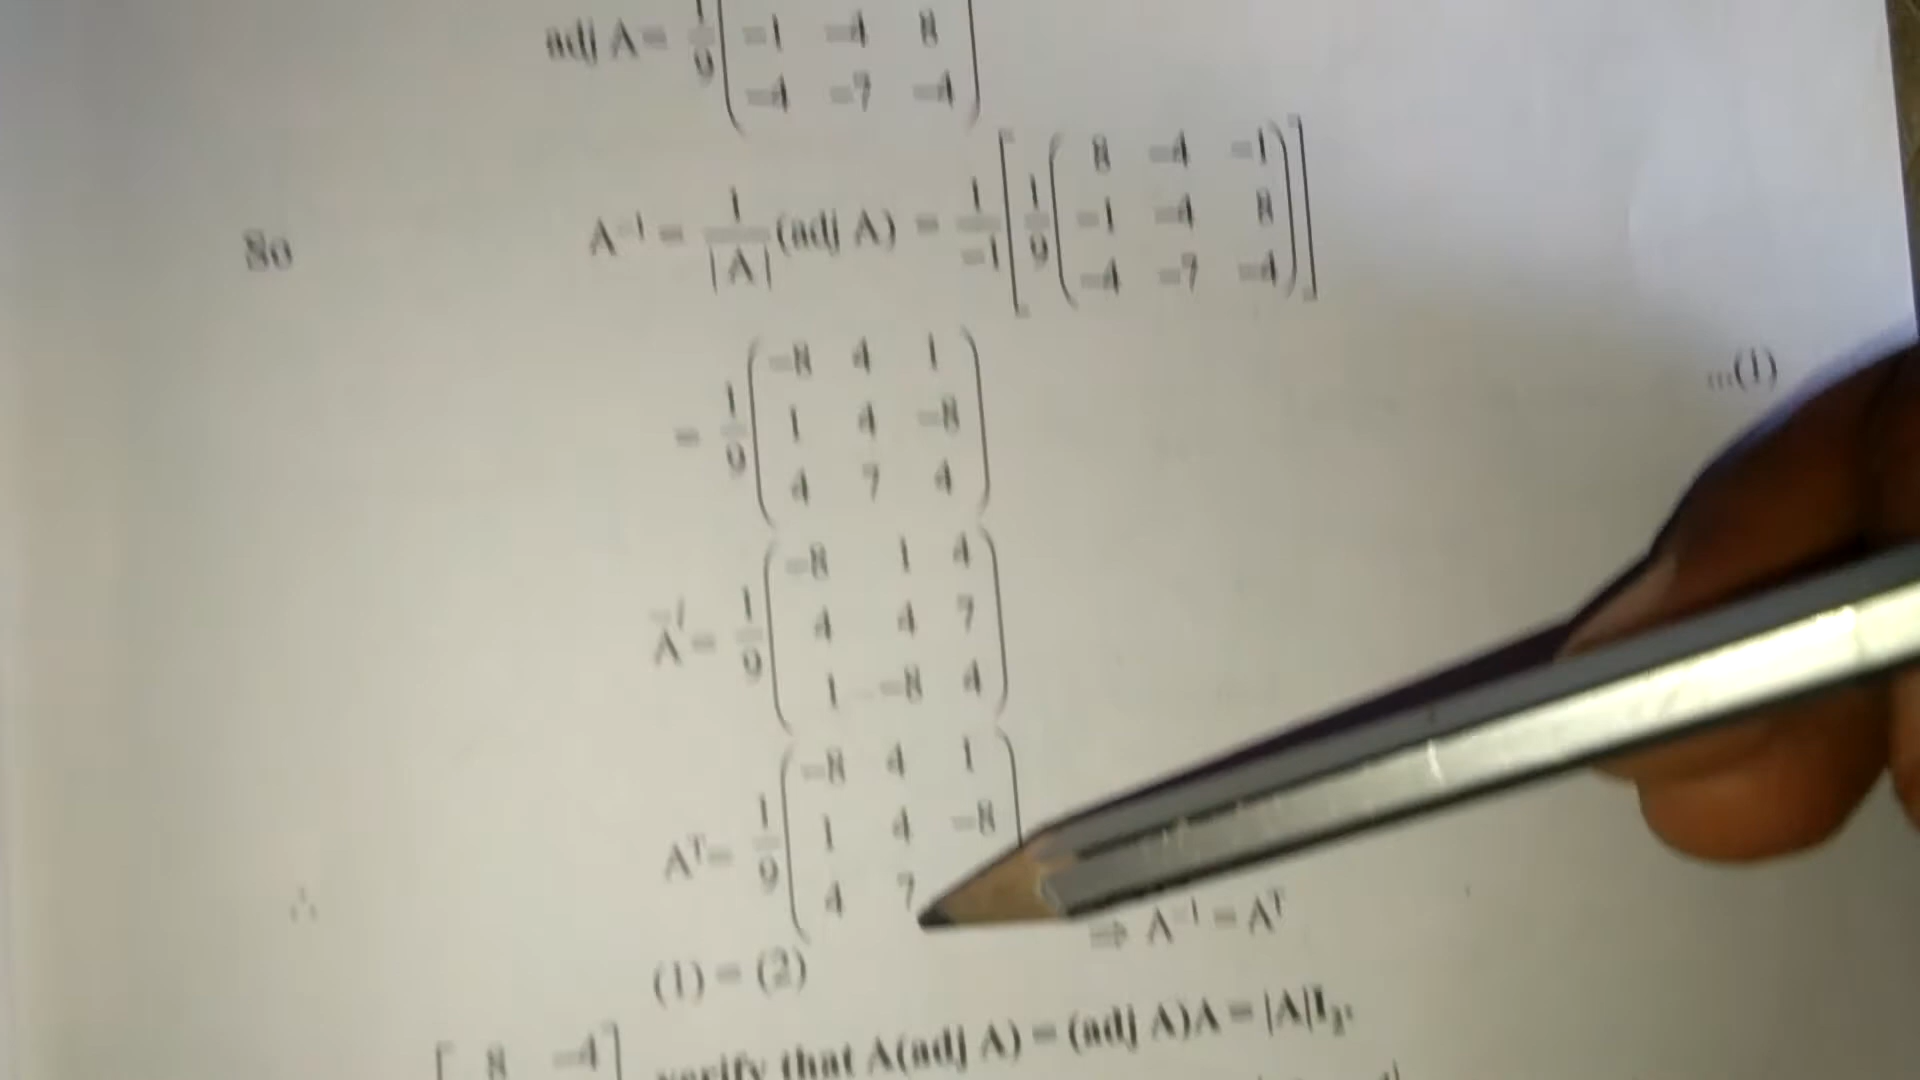 adj A = 1/9 ( -1 -4 8
-4 -7 -4 )
So A⁻¹ = 1/|A| (adj A) = 1/-1 [ 1/9 ( 8 -4 -1
-1 -4 8
-4 -7 -4 ) ]
= 1/9 ( -8 4 1
1 4 -8
4 7 4 ) ...(1)
A = 1/9 ( -8 1 4
4 4 7
1 -8 4 )
∴ Aᵀ = 1/9 ( -8 4 1
1 4 -8
4 7
(1) = (2) ⇒ A⁻¹ = Aᵀ
[ 8 -4 ] verify that A(adj A) = (adj A)A = |A|I₂.